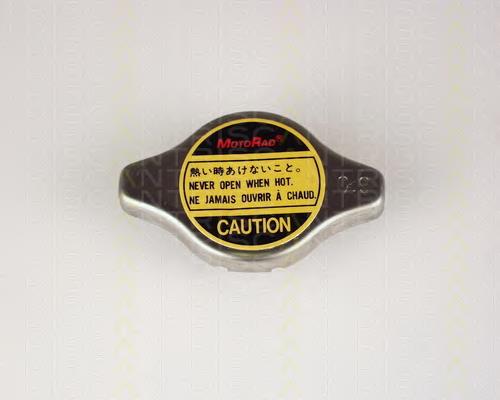 MOTORAD®
熱い時あけないこと。
NEVER OPEN WHEN HOT.
NE JAMAIS OUVRIR À CHAUD.
CAUTION